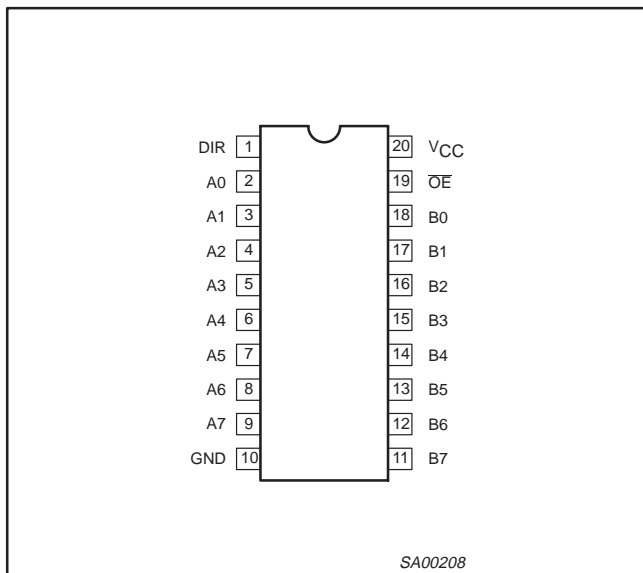 DIR 1 20 VCC
A0 2 19 O̅E̅
A1 3 18 B0
A2 4 17 B1
A3 5 16 B2
A4 6 15 B3
A5 7 14 B4
A6 8 13 B5
A7 9 12 B6
GND 10 11 B7
SA00208